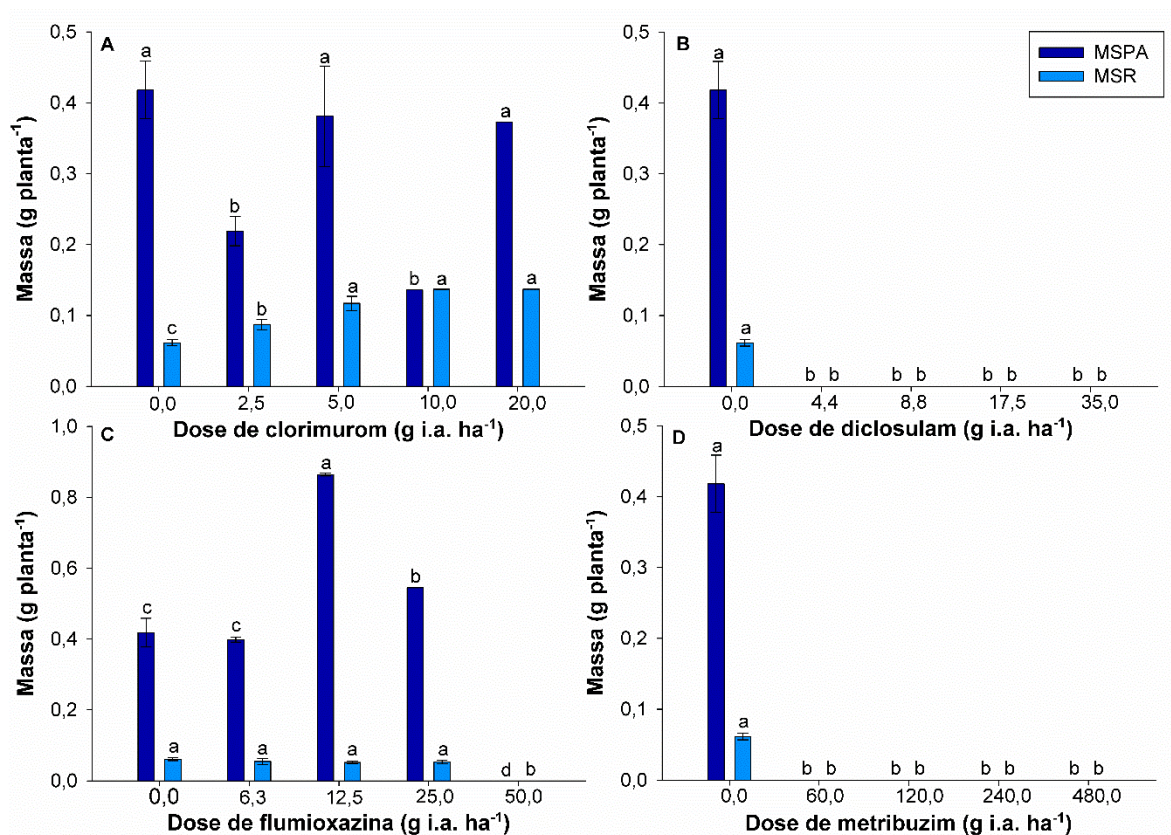 A
Massa (g planta⁻¹)
0,5
0,4
0,3
0,2
0,1
0,0
a
c
b
b
a
a
b
a
a
a
0,0 2,5 5,0 10,0 20,0
Dose de clorimurom (g i.a. ha⁻¹)
B
MSPA
MSR
Massa (g planta⁻¹)
0,5
0,4
0,3
0,2
0,1
0,0
a
a
b b b b b b b b
0,0 4,4 8,8 17,5 35,0
Dose de diclosulam (g i.a. ha⁻¹)
C
Massa (g planta⁻¹)
1,0
0,8
0,6
0,4
0,2
0,0
c
a
c
a
a
a
b
a
d b
0,0 6,3 12,5 25,0 50,0
Dose de flumioxazina (g i.a. ha⁻¹)
D
Massa (g planta⁻¹)
0,5
0,4
0,3
0,2
0,1
0,0
a
a
b b b b b b b b
0,0 60,0 120,0 240,0 480,0
Dose de metribuzim (g i.a. ha⁻¹)